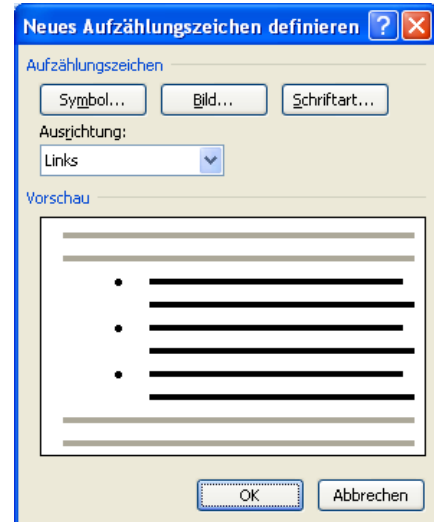 Neues Aufzählungszeichen definieren ?
Aufzählungszeichen
Symbol... Bild... Schriftart...
Ausrichtung:
Links
Vorschau
OK Abbrechen